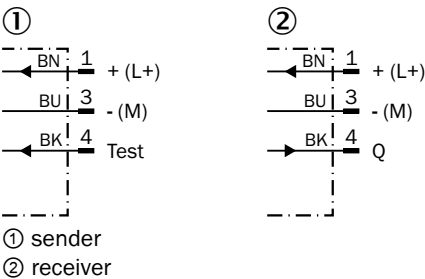 ① ②
BN 1 + (L+) BN 1 + (L+)
BU 3 - (M) BU 3 - (M)
BK 4 Test BK 4 Q
① sender
② receiver